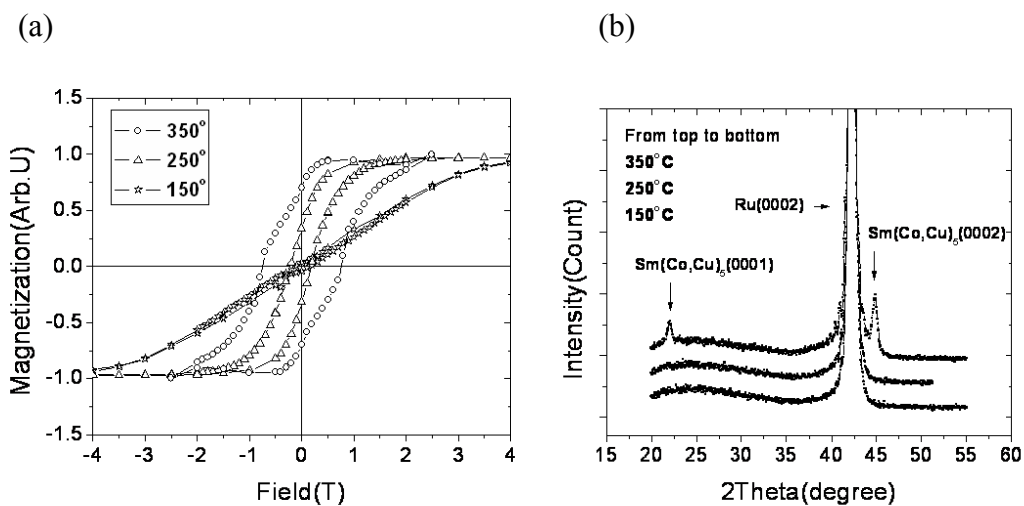 (a)
(b)
Magnetization(Arb.U)
1.5
1.0
0.5
0.0
-0.5
-1.0
-1.5
350°
250°
150°
-4 -3 -2 -1 0 1 2 3 4
Field(T)
Intensity(Count)
From top to bottom
350°C
250°C
150°C
Ru(0002)
Sm(Co,Cu)₅(0002)
Sm(Co,Cu)₅(0001)
15 20 25 30 35 40 45 50 55 60
2Theta(degree)